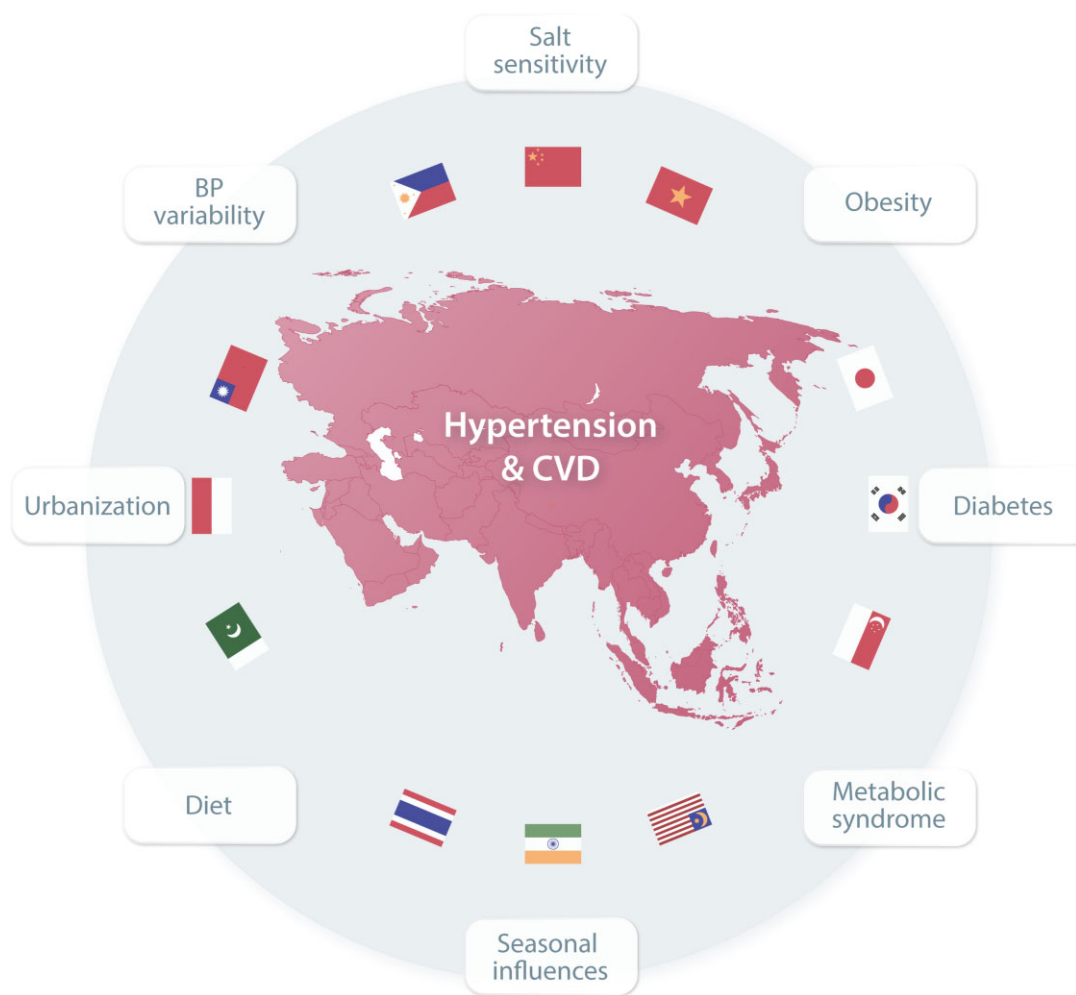 Salt
sensitivity
BP
variability
Obesity
Hypertension
& CVD
Urbanization
Diabetes
Diet
Metabolic
syndrome
Seasonal
influences